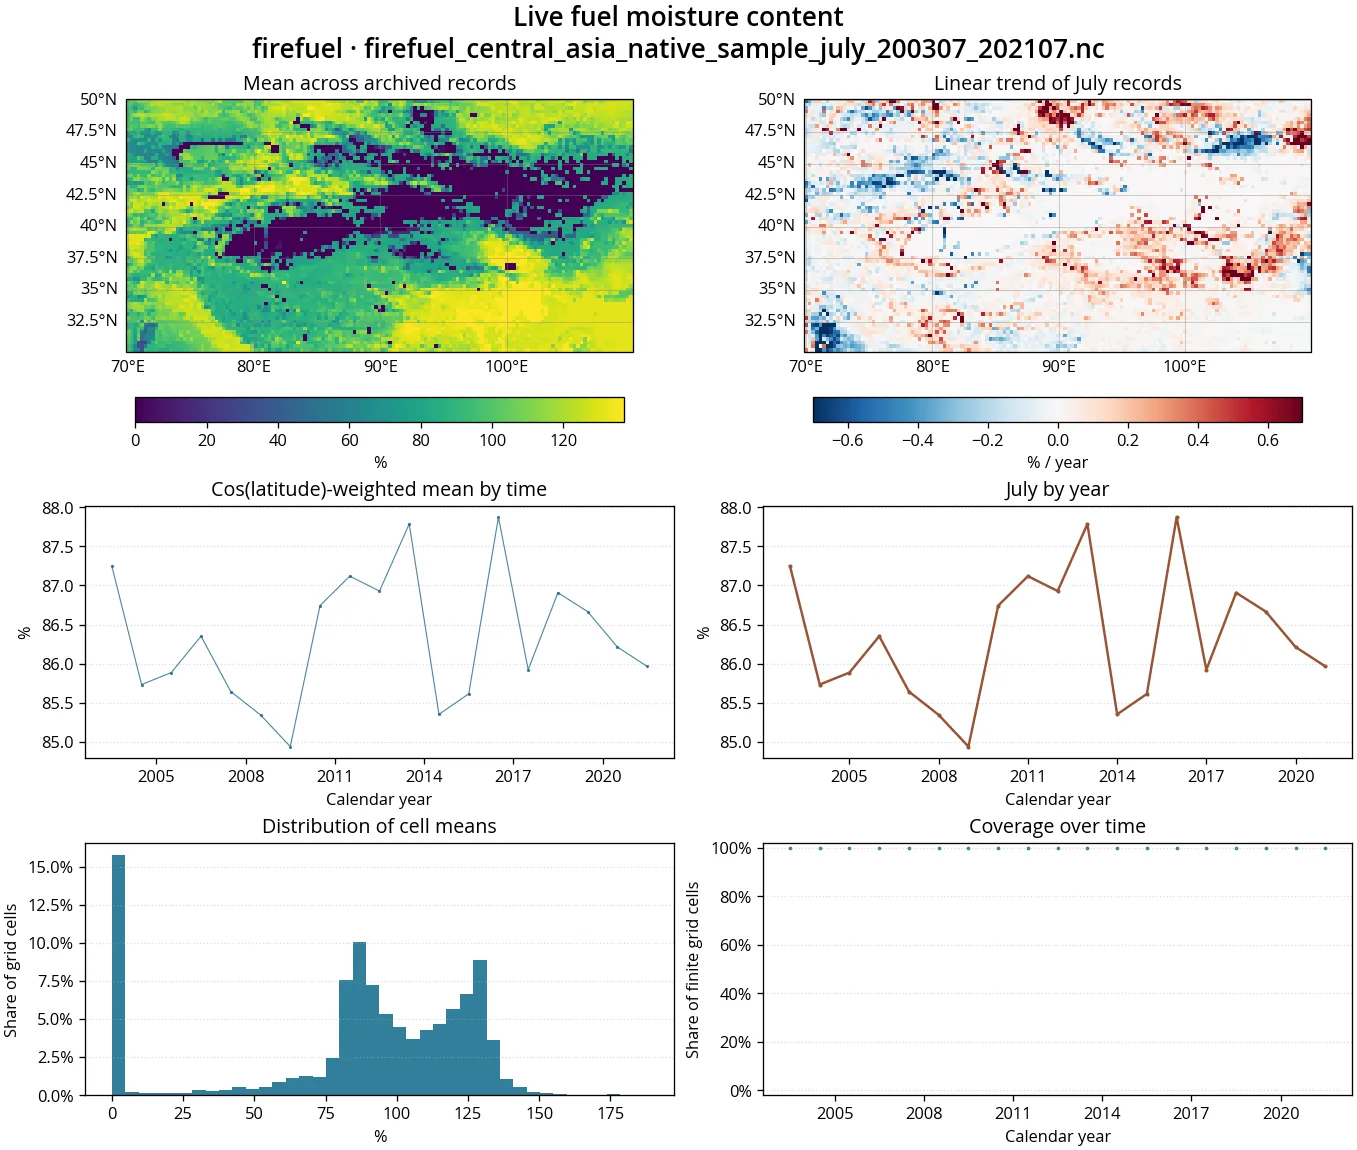 Live fuel moisture content
firefuel · firefuel_central_asia_native_sample_july_200307_202107.nc
Mean across archived records
50°N
47.5°N
45°N
42.5°N
40°N
37.5°N
35°N
32.5°N
70°E 80°E 90°E 100°E
0 20 40 60 80 100 120
%
Linear trend of July records
50°N
47.5°N
45°N
42.5°N
40°N
37.5°N
35°N
32.5°N
70°E 80°E 90°E 100°E
−0.6 −0.4 −0.2 0.0 0.2 0.4 0.6
% / year
Cos(latitude)-weighted mean by time
88.0
87.5
87.0
86.5
86.0
85.5
85.0
%
2005 2008 2011 2014 2017 2020
Calendar year
July by year
88.0
87.5
87.0
86.5
86.0
85.5
85.0
%
2005 2008 2011 2014 2017 2020
Calendar year
Distribution of cell means
15.0%
12.5%
10.0%
7.5%
5.0%
2.5%
0.0%
Share of grid cells
0 25 50 75 100 125 150 175
%
Coverage over time
100%
80%
60%
40%
20%
0%
Share of finite grid cells
2005 2008 2011 2014 2017 2020
Calendar year